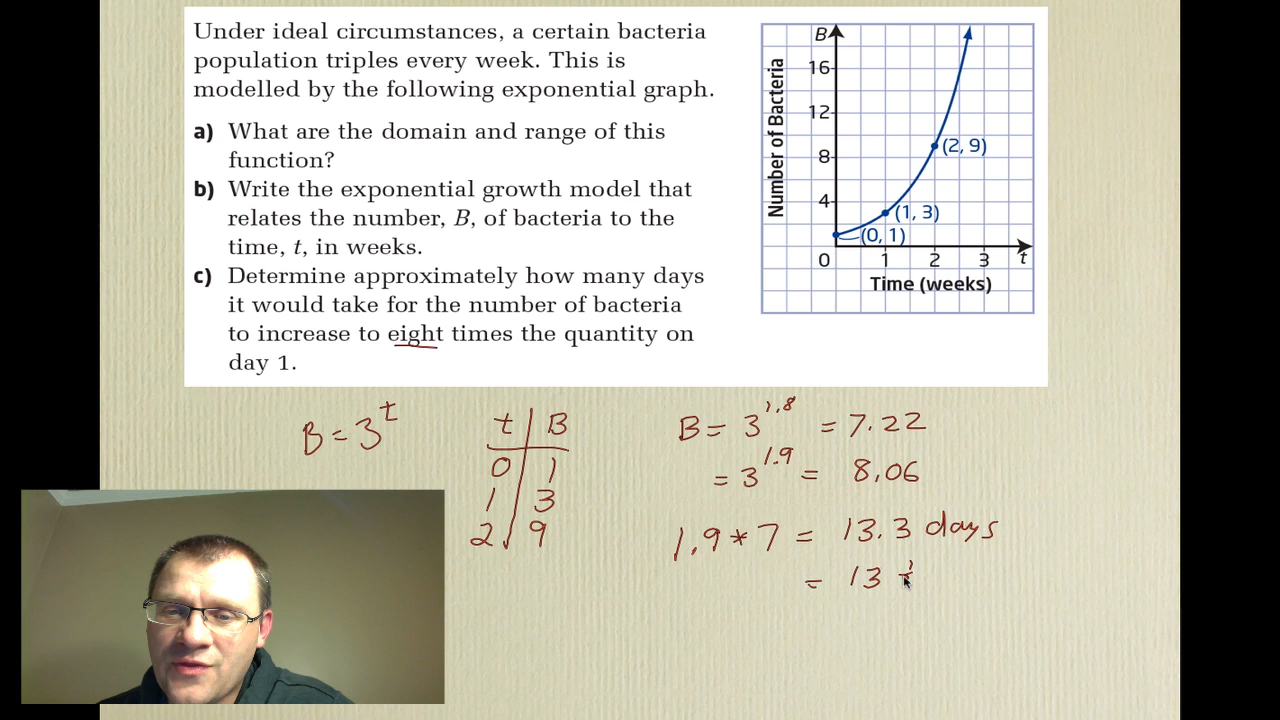 Under ideal circumstances, a certain bacteria
population triples every week. This is
modelled by the following exponential graph.
a) What are the domain and range of this
function?
b) Write the exponential growth model that
relates the number, B, of bacteria to the
time, t, in weeks.
c) Determine approximately how many days
it would take for the number of bacteria
to increase to eight times the quantity on
day 1.
B
Number of Bacteria
16
12
8
4
0
1
2
3
t
(2, 9)
(1, 3)
(0, 1)
Time (weeks)
B = 3^t
t | B
0 | 1
1 | 3
2 | 9
B = 3^1.8 = 7.22
= 3^1.9 = 8.06
1.9 * 7 = 13.3 days
= 13